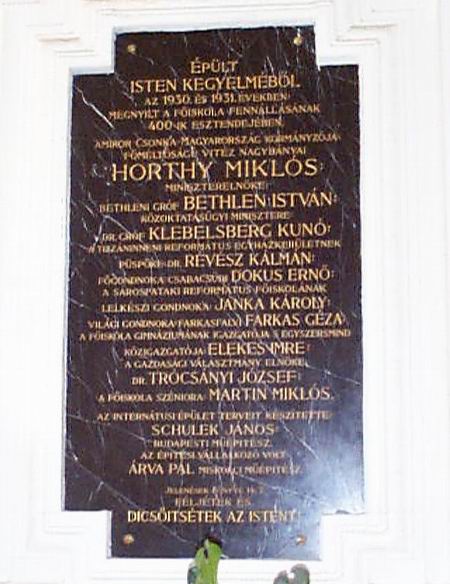 ÉPÜLT
ISTEN KEGYELMÉBŐL
AZ 1930. ÉS 1931. ÉVEKBEN.
MEGNYÍLT A FŐISKOLA FENNÁLLÁSÁNAK
400-IK ESZTENDEJÉBEN,
AMIKOR CSONKA-MAGYARORSZÁG KORMÁNYZÓJA:
FŐMÉLTÓSÁGÚ VITÉZ NAGYBÁNYAI
HORTHY MIKLÓS.
MINISZTERELNÖKE:
BETHLENI GRÓF BETHLEN ISTVÁN.
KÖZOKTATÁSÜGYI MINISZTERE:
DR. GRÓF KLEBELSBERG KUNÓ.
A TISZÁNINNENI REFORMÁTUS EGYHÁZKERÜLETNEK
PÜSPÖKE: DR. RÉVÉSZ KÁLMÁN.
FŐGONDNOKA: DOKUS ERNŐ.
A SÁROSPATAKI REFORMÁTUS FŐISKOLÁNAK
LELKÉSZI GONDNOKA: JANKA KÁROLY.
VILÁGI GONDNOKA: FARKASFALVI FARKAS GÉZA.
A FŐISKOLA GIMNÁZIUMÁNAK IGAZGATÓJA S EGYSZERSMIND
KÖZIGAZGATÓJA: ELEKES IMRE.
A GAZDASÁGI VÁLASZTMÁNY ELNÖKE:
DR. TRÓCSÁNYI JÓZSEF.
A FŐISKOLA SZÉNIORA: MARTIN MIKLÓS.
AZ INTERNÁTUSI ÉPÜLET TERVEIT KÉSZÍTETTE:
SCHULEK JÁNOS
BUDAPESTI MŰÉPÍTÉSZ.
AZ ÉPÍTÉSI VÁLLALKOZÓ VOLT
ÁRVA PÁL MISKOLCI MŰÉPÍTÉSZ.
JELENÉSEK KÖNYVE
FÉLJÉTEK ÉS
DICSŐITSÉTEK AZ ISTENT!